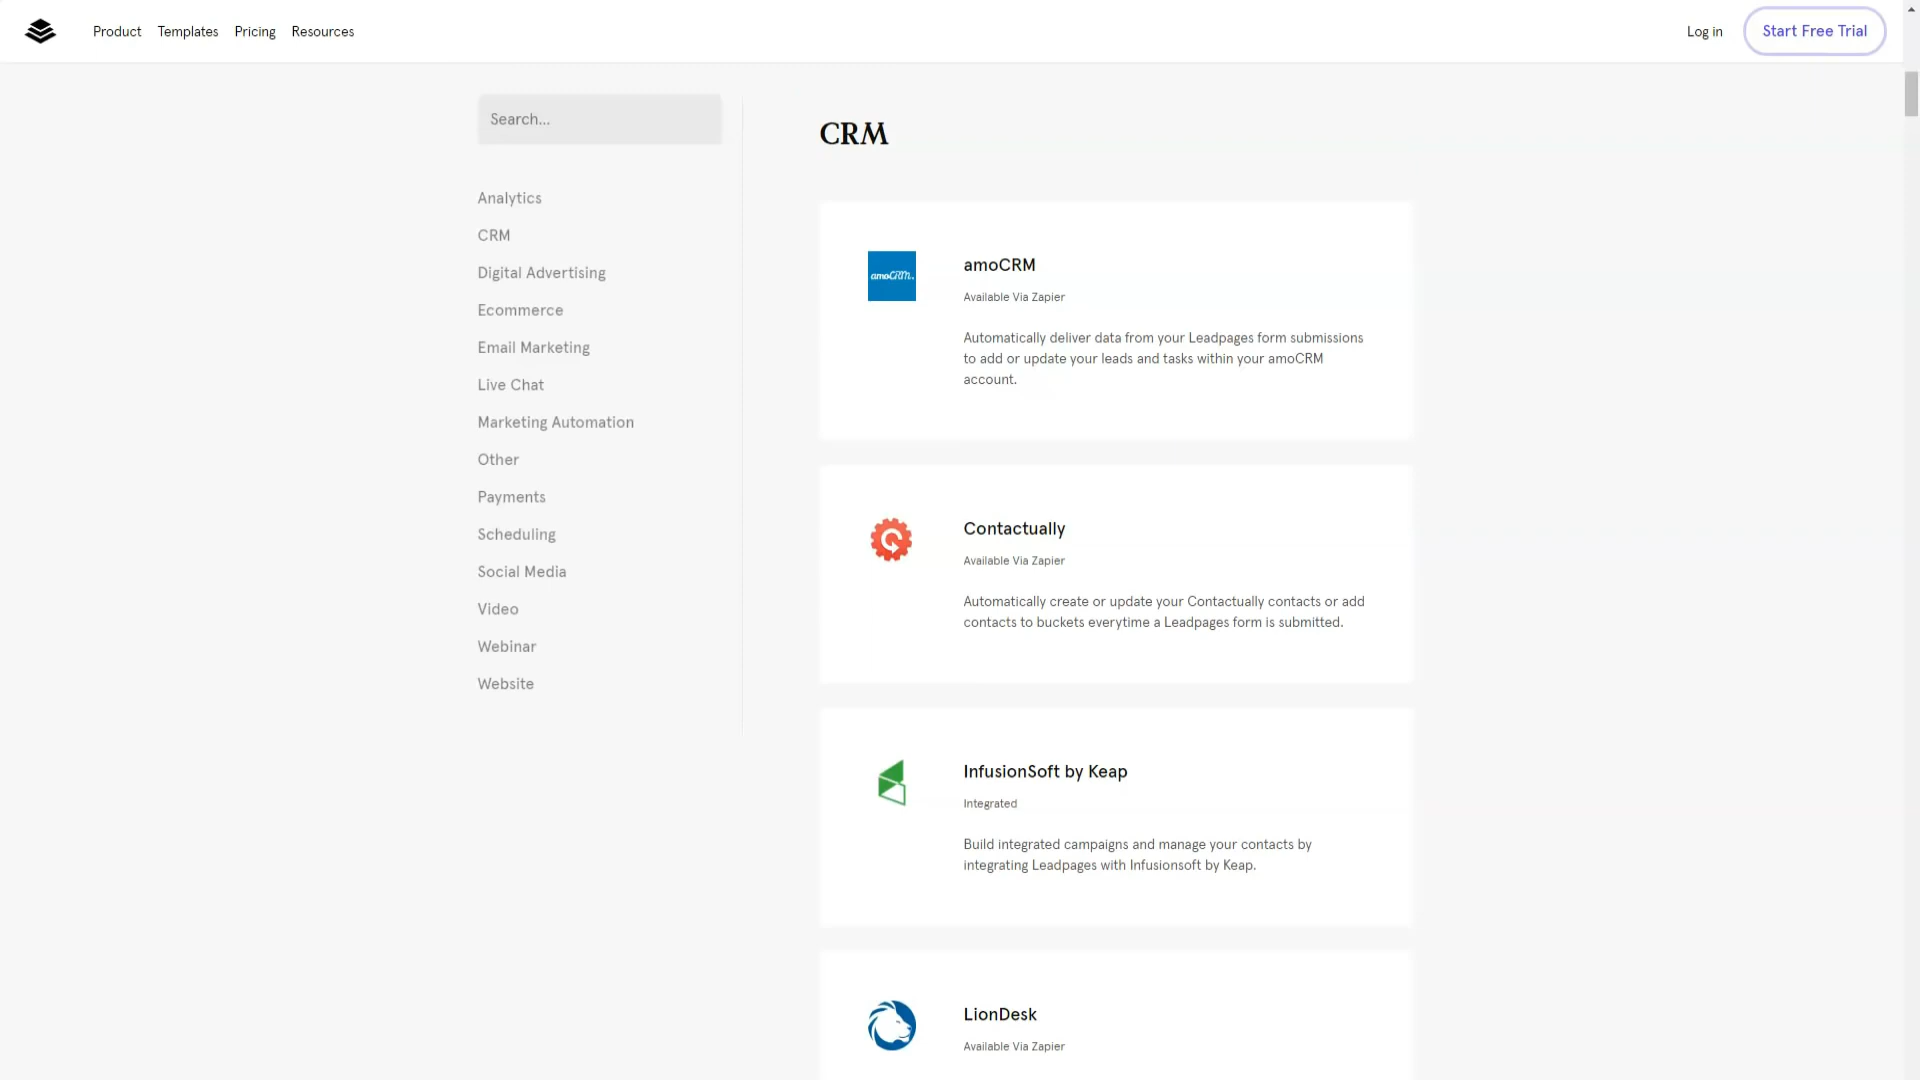 Product Templates Pricing Resources
Log in
Start Free Trial
Search...
Analytics
CRM
Digital Advertising
Ecommerce
Email Marketing
Live Chat
Marketing Automation
Other
Payments
Scheduling
Social Media
Video
Webinar
Website
CRM
amoCRM.
amoCRM
Available Via Zapier
Automatically deliver data from your Leadpages form submissions
to add or update your leads and tasks within your amoCRM
account.
Contactually
Available Via Zapier
Automatically create or update your Contactually contacts or add
contacts to buckets everytime a Leadpages form is submitted.
InfusionSoft by Keap
Integrated
Build integrated campaigns and manage your contacts by
integrating Leadpages with Infusionsoft by Keap.
LionDesk
Available Via Zapier